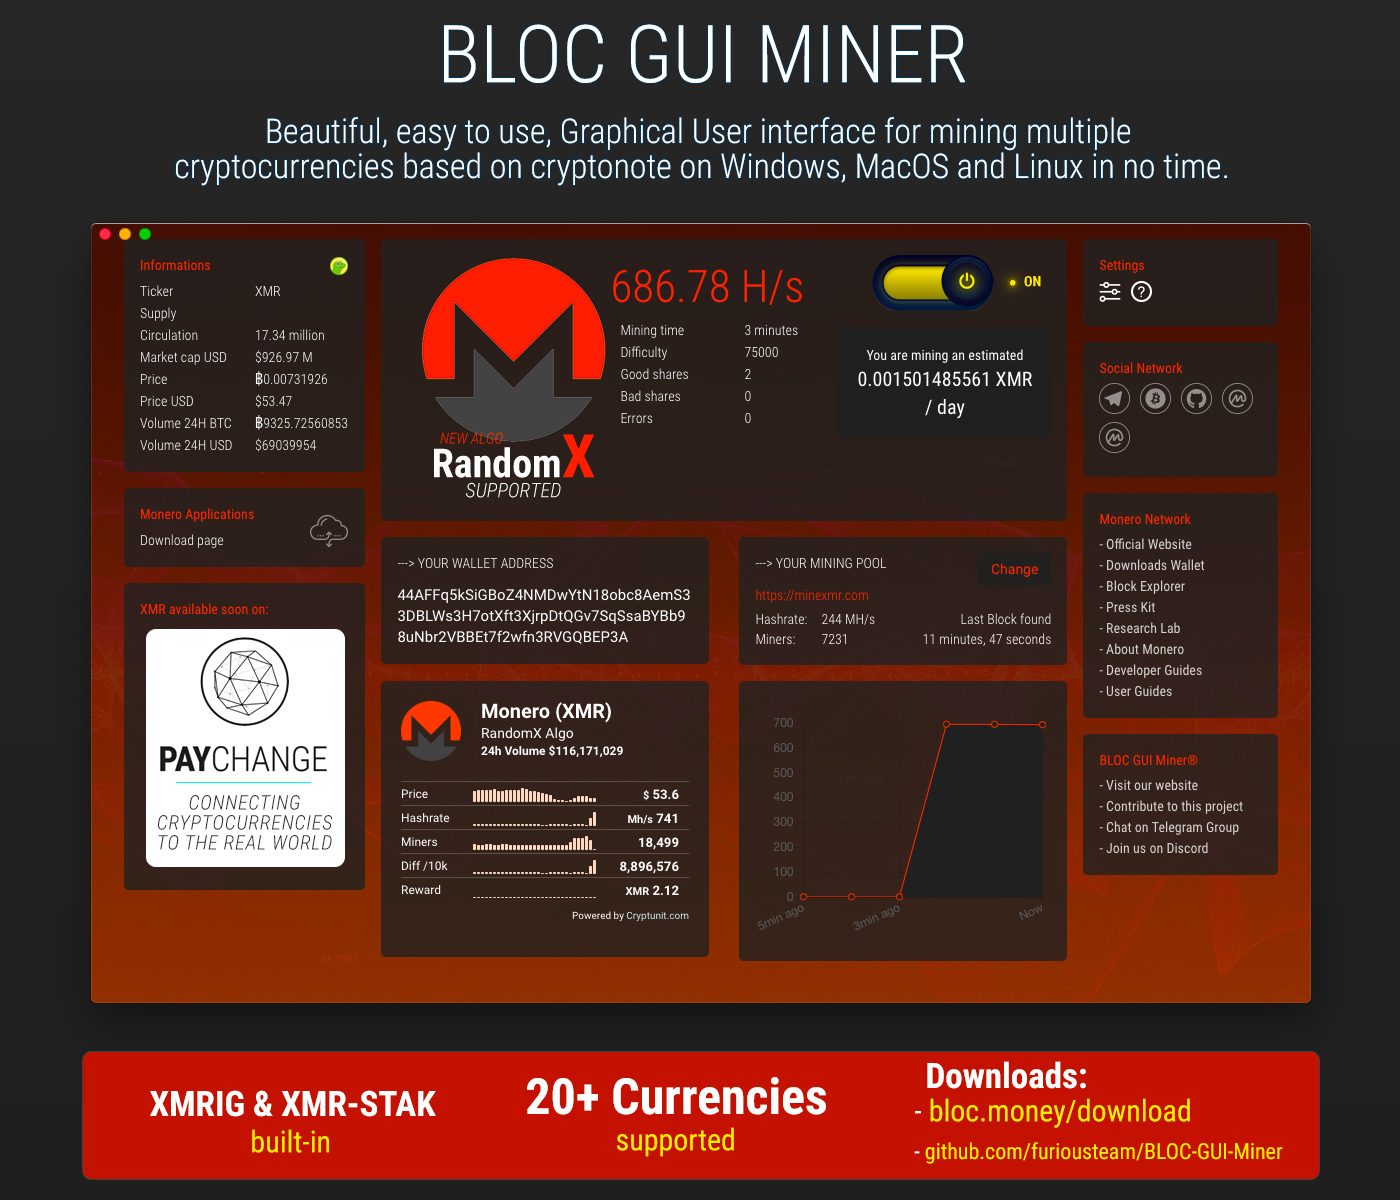 BLOC GUI MINER
Beautiful, easy to use, Graphical User interface for mining multiple
cryptocurrencies based on cryptonote on Windows, MacOS and Linux in no time.
Informations
Ticker XMR
Supply
Circulation 17.34 million
Market cap USD $926.97 M
Price ฿0.00731926
Price USD $53.47
Volume 24H BTC ฿9325.72560853
Volume 24H USD $69039954
Monero Applications
Download page
XMR available soon on:
PAYCHANGE
CONNECTING
CRYPTOCURRENCIES
TO THE REAL WORLD
NEW ALGO
RandomX
SUPPORTED
686.78 H/s
Mining time 3 minutes
Difficulty 75000
Good shares 2
Bad shares 0
Errors 0
ON
You are mining an estimated
0.001501485561 XMR
/ day
---> YOUR WALLET ADDRESS
44AFFq5kSiGBoZ4NMDwYtN18obc8AemS3
3DBLWs3H7otXft3XjrpDtQGv7SqSsaBYBb9
8uNbr2VBBEt7f2wfn3RVGQBEP3A
---> YOUR MINING POOL
Change
https://minexmr.com
Hashrate: 244 MH/s Last Block found
Miners: 7231 11 minutes, 47 seconds
Monero (XMR)
RandomX Algo
24h Volume $116,171,029
Price $ 53.6
Hashrate Mh/s 741
Miners 18,499
Diff /10k 8,896,576
Reward XMR 2.12
Powered by Cryptunit.com
700
600
500
400
300
200
100
0
5min ago 3min ago Now
Settings
Social Network
Monero Network
- Official Website
- Downloads Wallet
- Block Explorer
- Press Kit
- Research Lab
- About Monero
- Developer Guides
- User Guides
BLOC GUI Miner®
- Visit our website
- Contribute to this project
- Chat on Telegram Group
- Join us on Discord
XMRIG & XMR-STAK
built-in
20+ Currencies
supported
Downloads:
- bloc.money/download
- github.com/furiousteam/BLOC-GUI-Miner